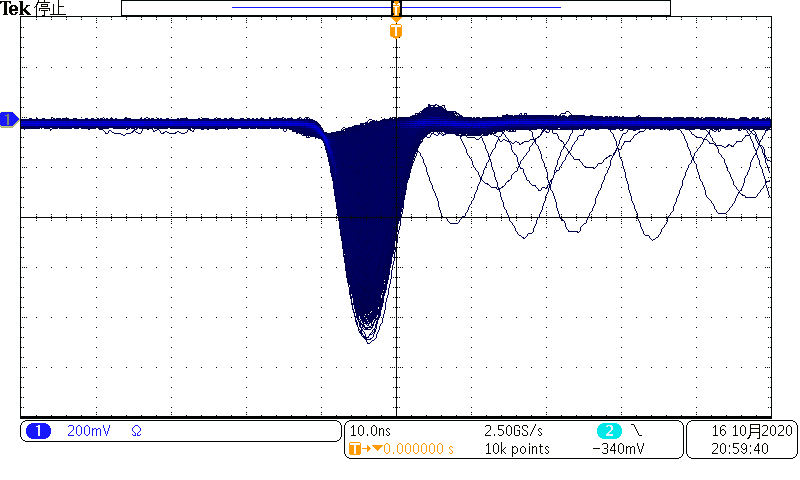 Tek 停止
T
T
1
1 200mV Ω
10.0ns 2.50GS/s 2 \
T→▼0.000000 s 10k points −340mV
16 10月2020
20:59:40